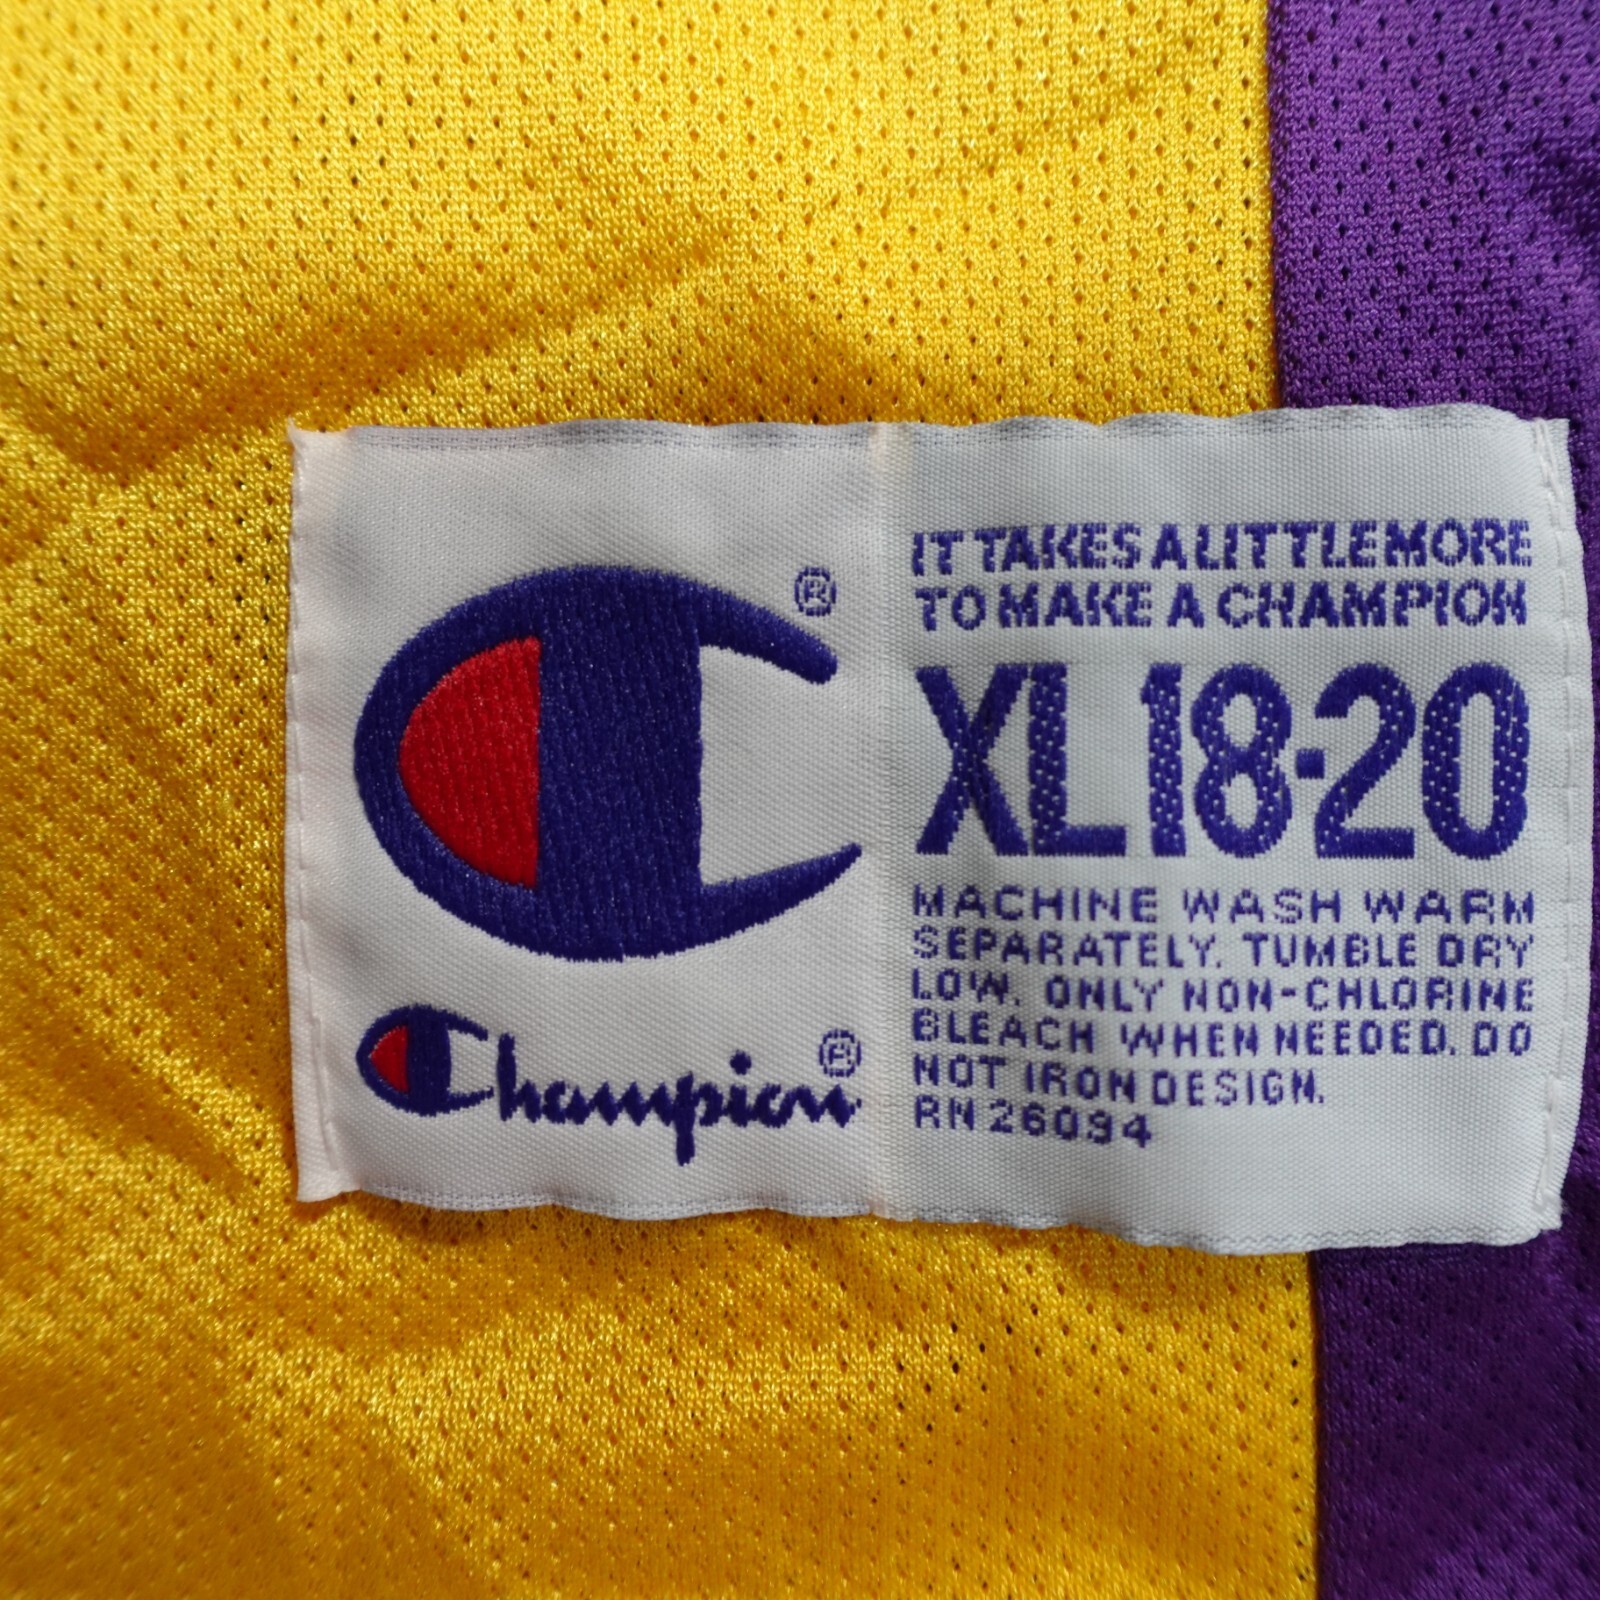 ®
Champion®
IT TAKES A LITTLE MORE
TO MAKE A CHAMPION
XL 18-20
MACHINE WASH WARM
SEPARATELY. TUMBLE DRY
LOW. ONLY NON-CHLORINE
BLEACH WHEN NEEDED. DO
NOT IRON DESIGN.
RN 26094